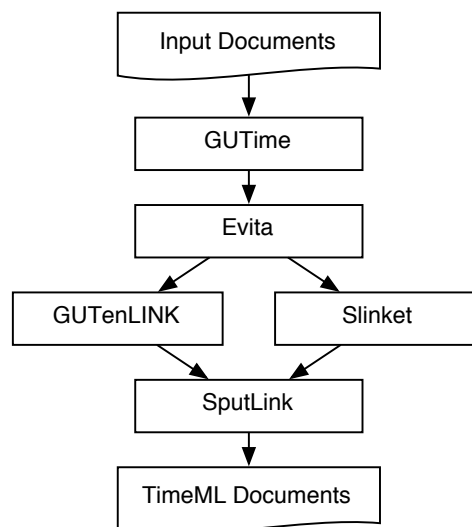 Input Documents
GUTime
Evita
GUTenLINK
Slinket
SputLink
TimeML Documents